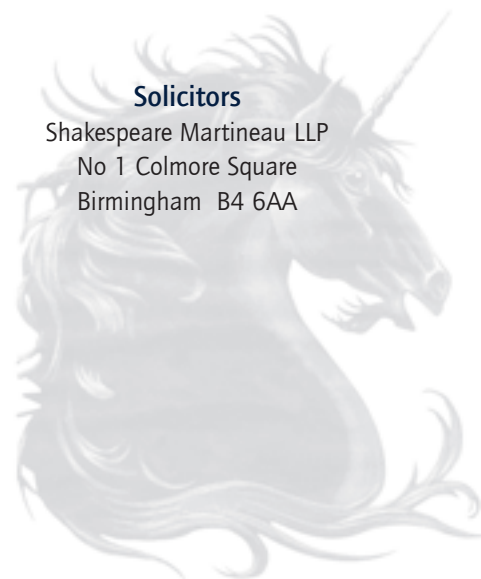 Solicitors
Shakespeare Martineau LLP
No 1 Colmore Square
Birmingham B4 6AA